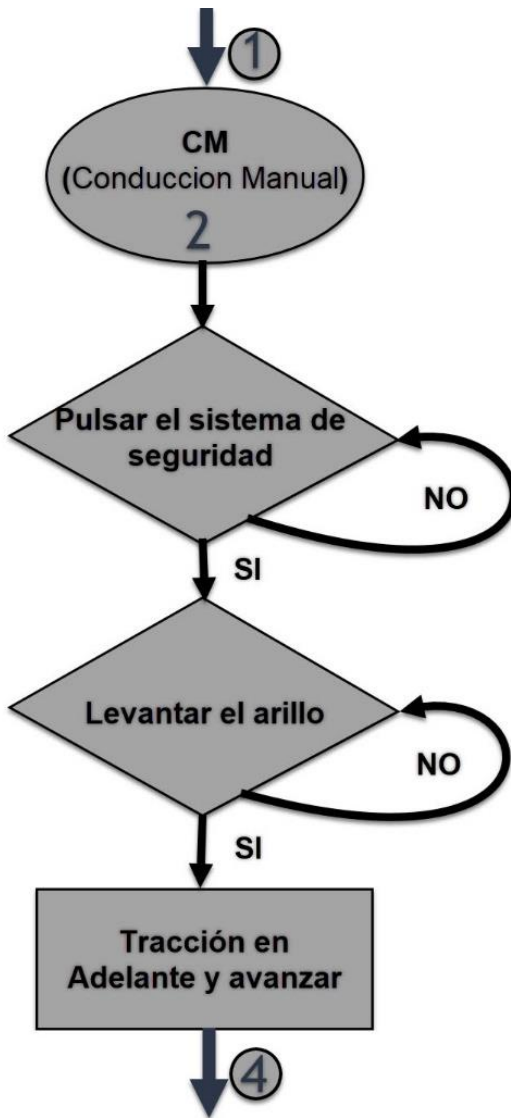 1
CM
(Conduccion Manual)
2
Pulsar el sistema de
seguridad
NO
SI
Levantar el arillo
NO
SI
Tracción en
Adelante y avanzar
4